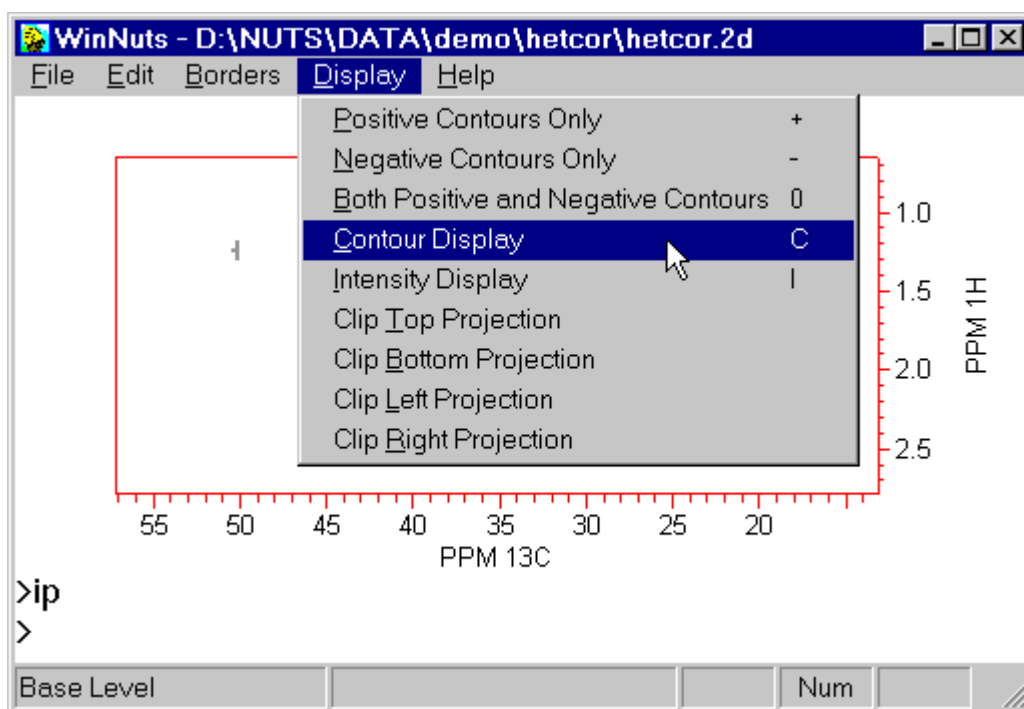 WinNuts - D:\NUTS\DATA\demo\hetcor\hetcor.2d
File Edit Borders Display Help
Positive Contours Only +
Negative Contours Only -
Both Positive and Negative Contours 0
Contour Display C
Intensity Display I
Clip Top Projection
Clip Bottom Projection
Clip Left Projection
Clip Right Projection
1.0
1.5
2.0
2.5
PPM 1H
55 50 45 40 35 30 25 20
PPM 13C
>ip
>
Base Level Num